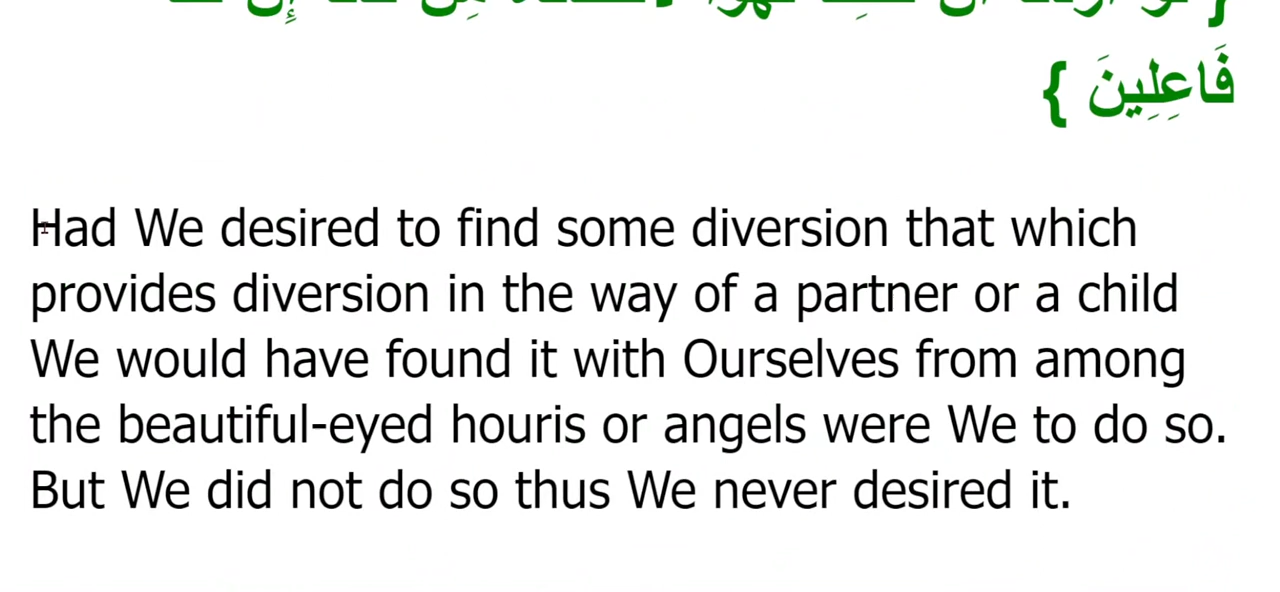 فَاعِلِينَ }
Had We desired to find some diversion that which
provides diversion in the way of a partner or a child
We would have found it with Ourselves from among
the beautiful-eyed houris or angels were We to do so.
But We did not do so thus We never desired it.